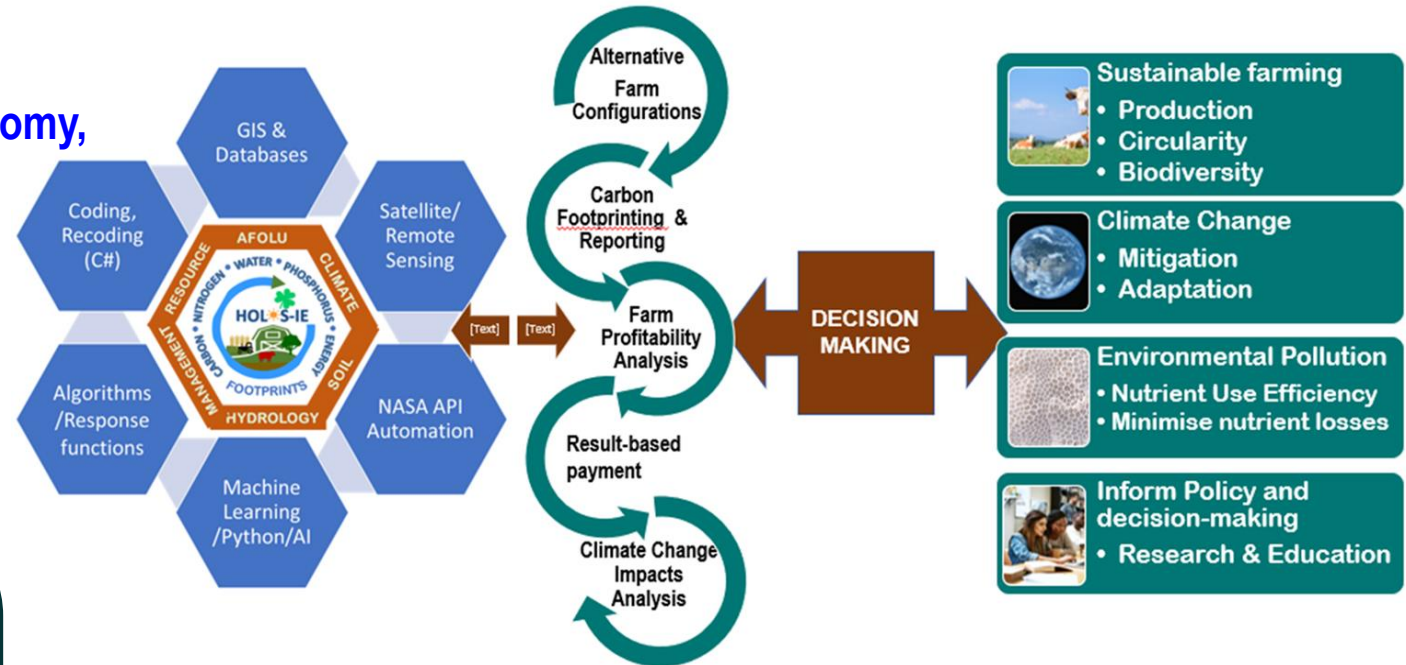 omy,
GIS &
Databases
Coding,
Recoding
(C#)
Satellite/
Remote
Sensing
Algorithms
/Response
functions
NASA API
Automation
Machine
Learning
/Python/AI
AFOLU
CLIMATE
SOIL
HYDROLOGY
MANAGEMENT
RESOURCE
CARBON • NITROGEN • WATER • PHOSPHORUS • ENERGY
FOOTPRINTS
HOLOS-IE
[Text]
[Text]
Alternative
Farm
Configurations
Carbon
Footprinting &
Reporting
Farm
Profitability
Analysis
Result-based
payment
Climate Change
Impacts
Analysis
DECISION
MAKING
Sustainable farming
• Production
• Circularity
• Biodiversity
Climate Change
• Mitigation
• Adaptation
Environmental Pollution
• Nutrient Use Efficiency
• Minimise nutrient losses
Inform Policy and
decision-making
• Research & Education